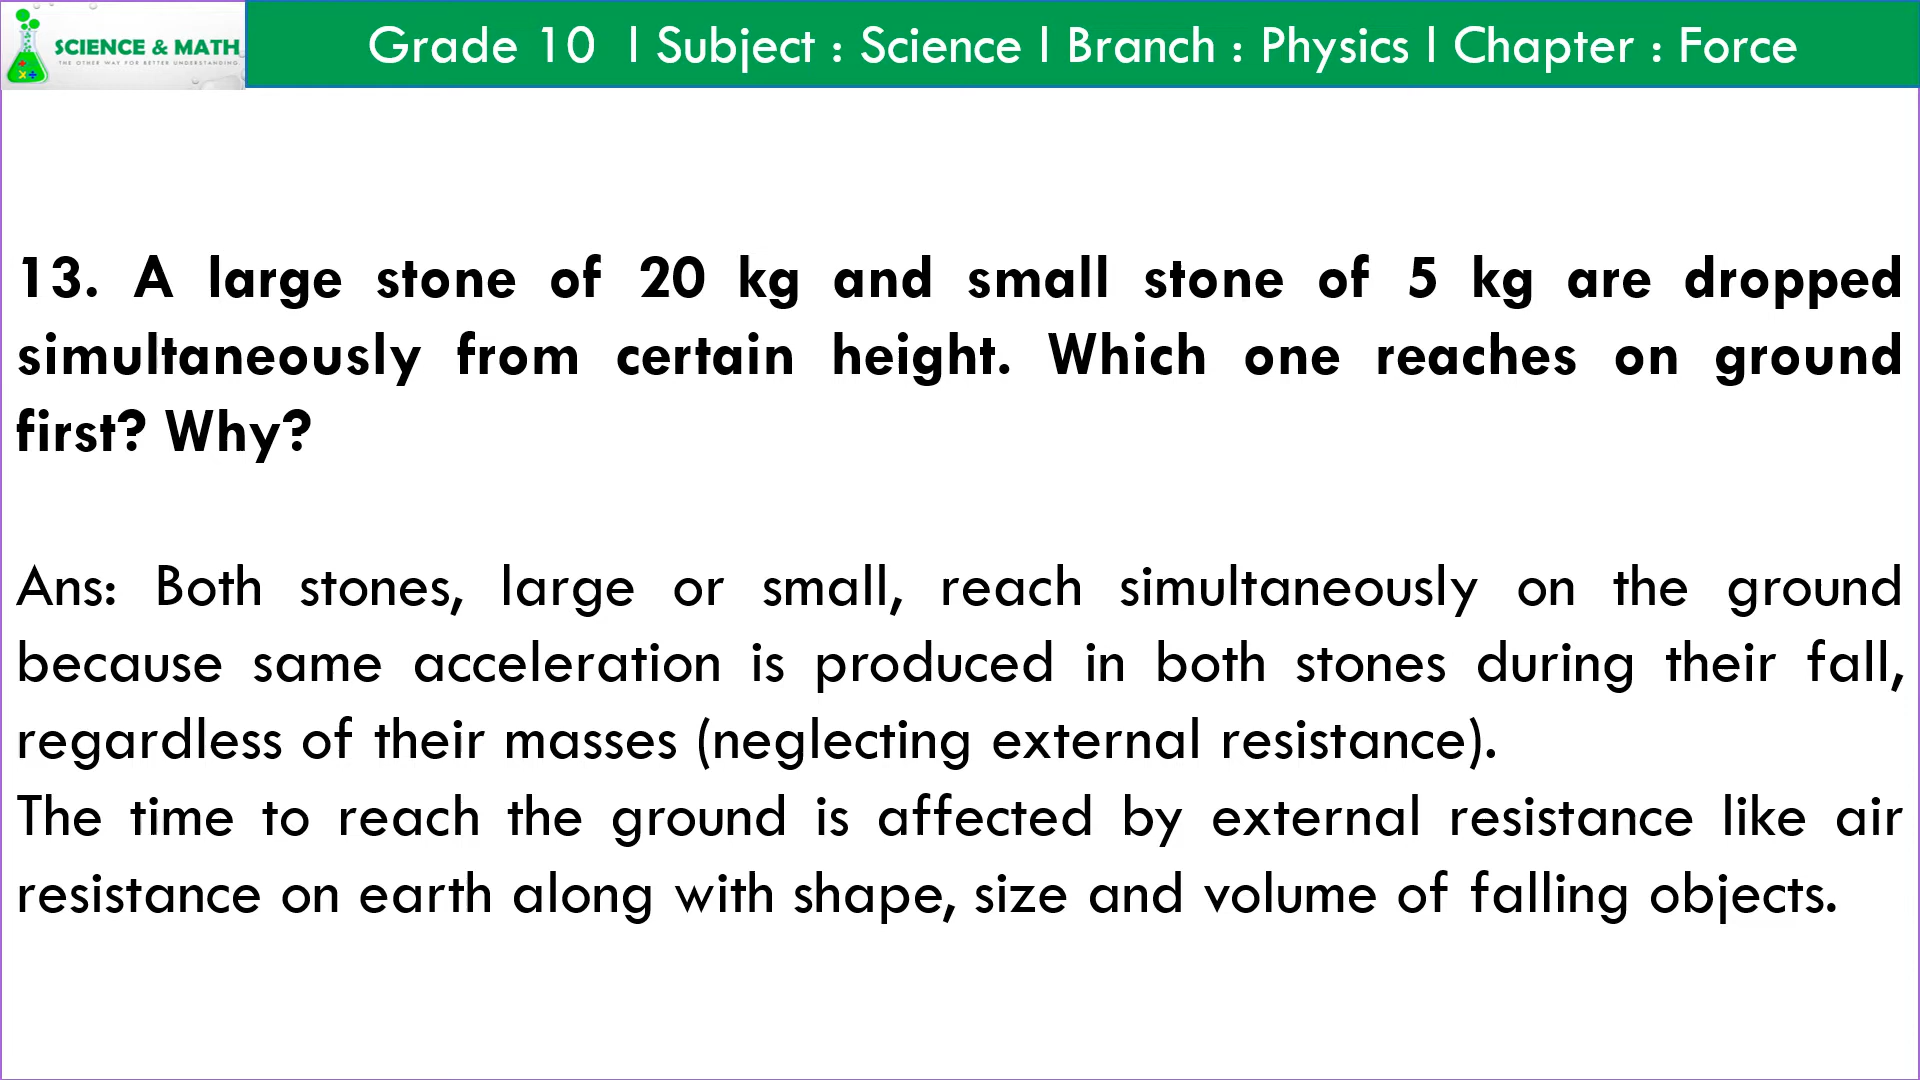 SCIENCE & MATH
THE OTHER WAY FOR BETTER UNDERSTANDING.
Grade 10 l Subject : Science l Branch : Physics l Chapter : Force
13. A large stone of 20 kg and small stone of 5 kg are dropped
simultaneously from certain height. Which one reaches on ground
first? Why?
Ans: Both stones, large or small, reach simultaneously on the ground
because same acceleration is produced in both stones during their fall,
regardless of their masses (neglecting external resistance).
The time to reach the ground is affected by external resistance like air
resistance on earth along with shape, size and volume of falling objects.